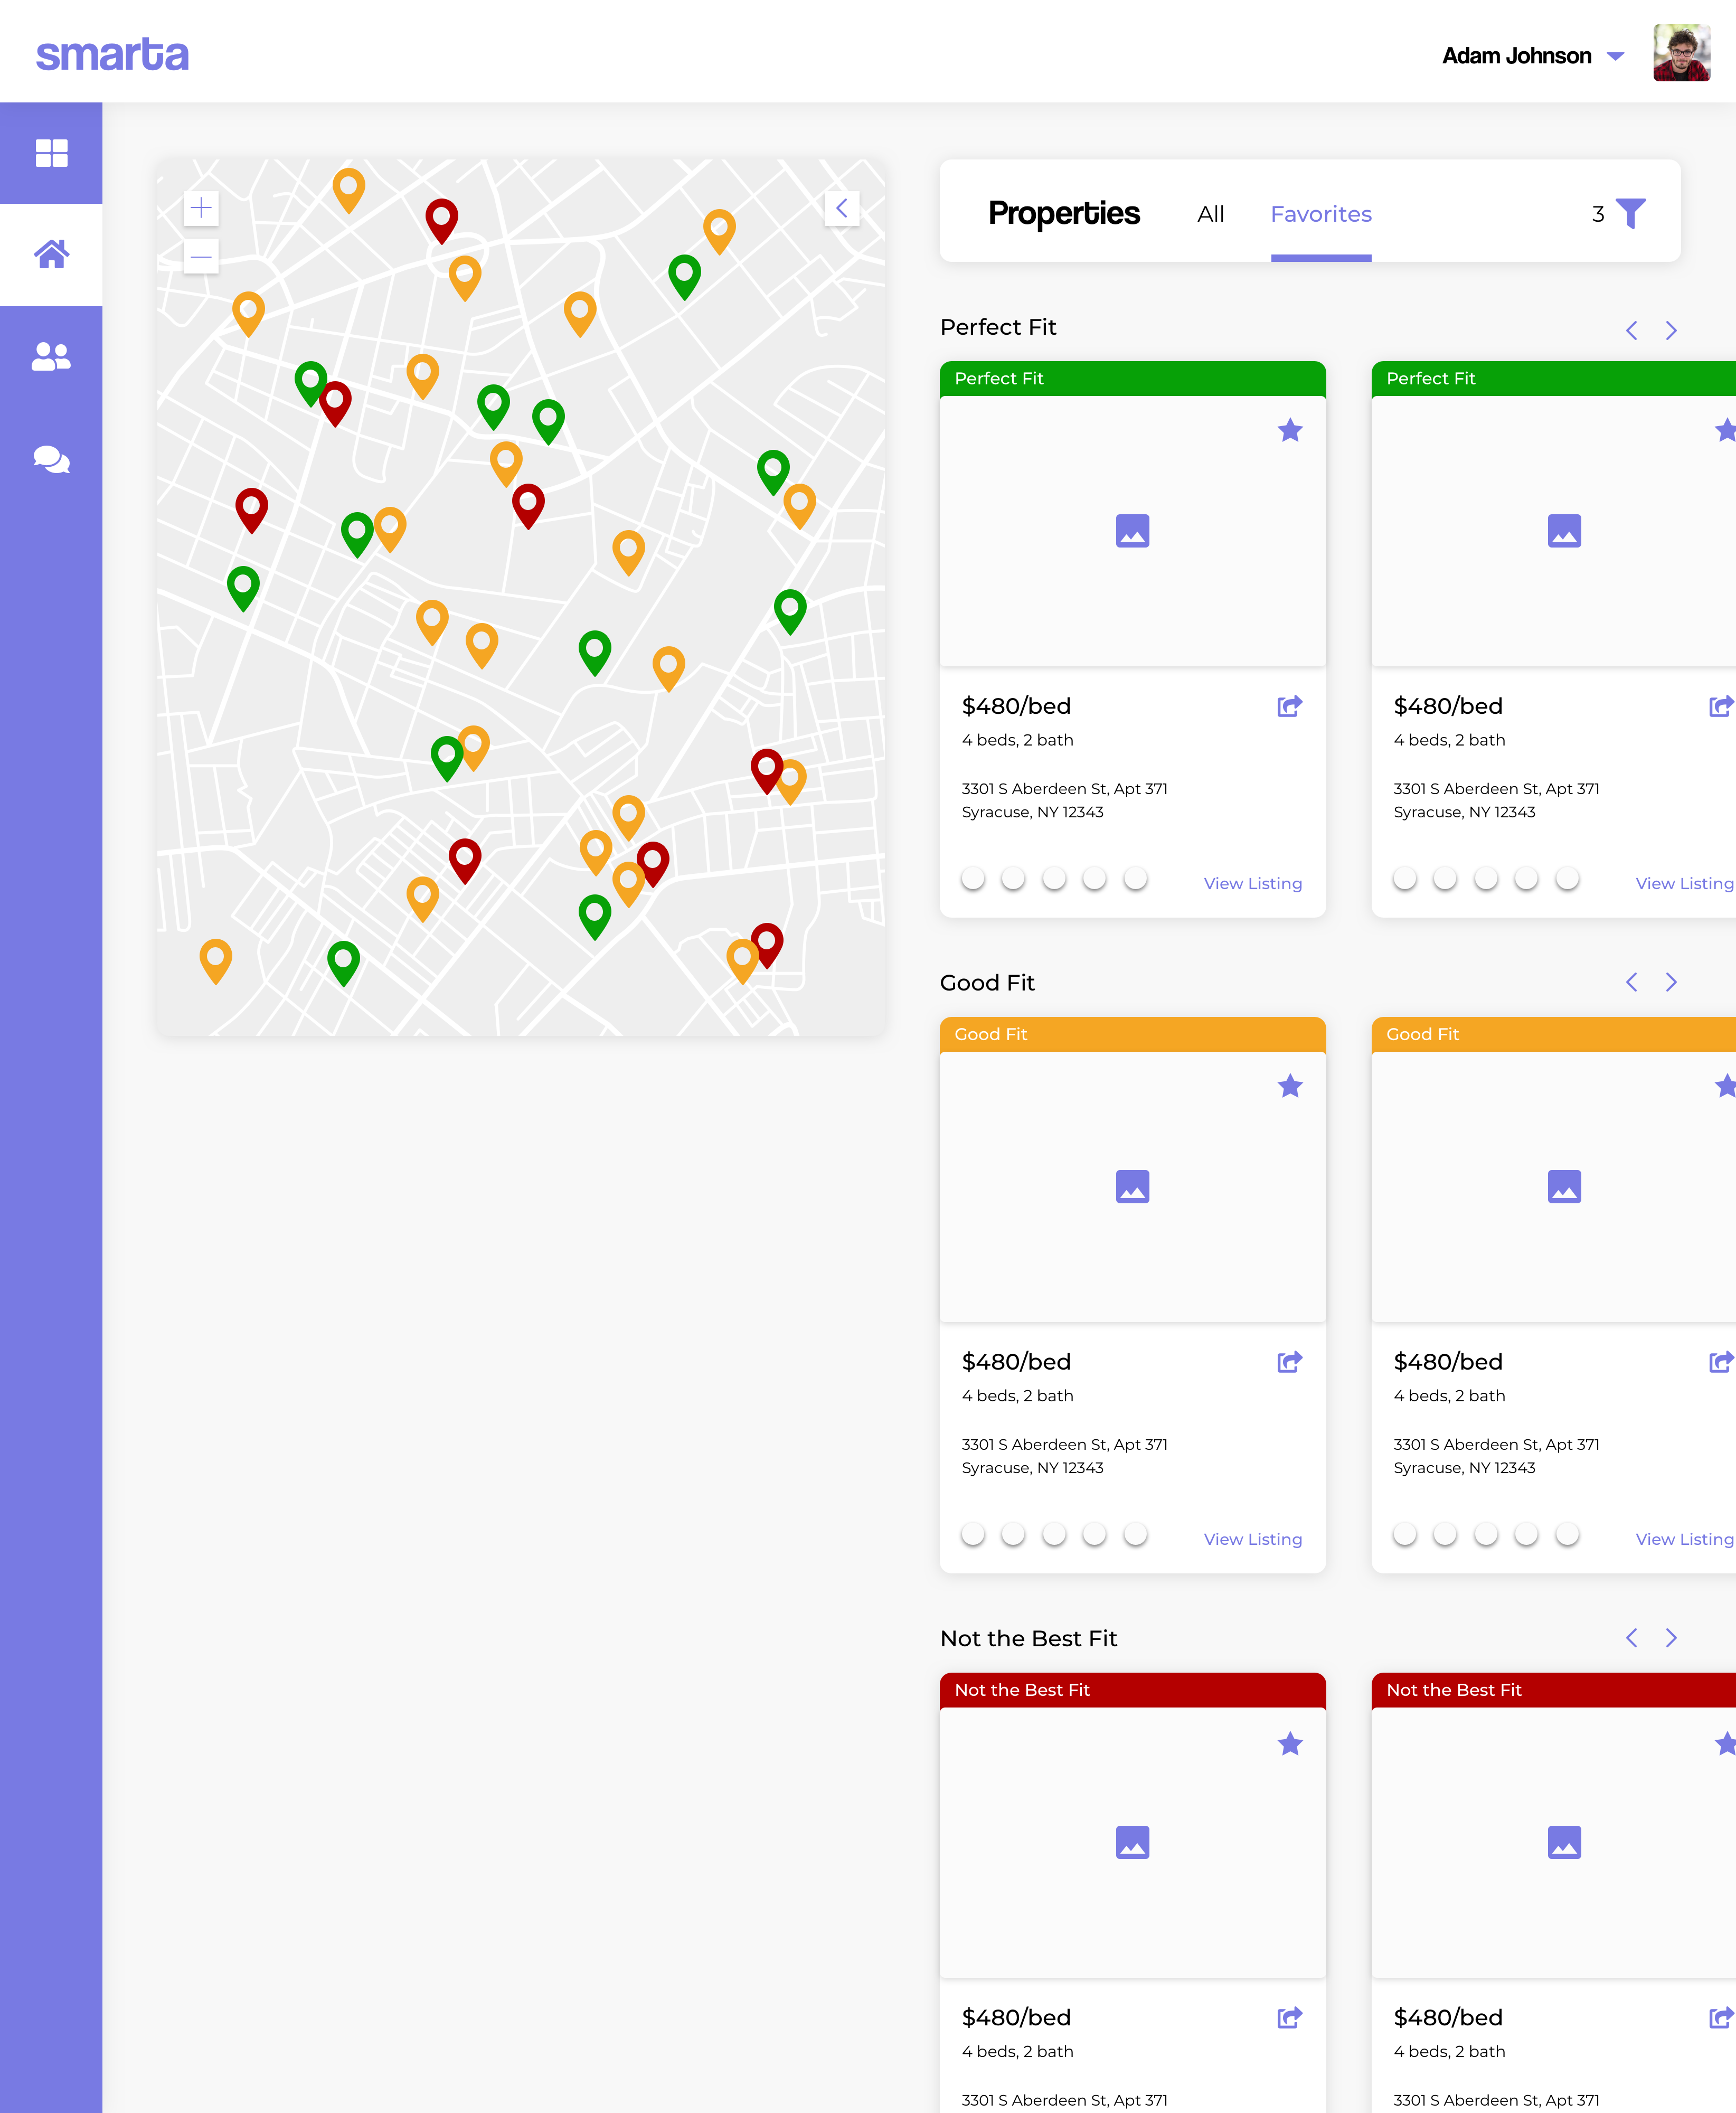 smarta
Adam Johnson
Properties All Favorites 3
Perfect Fit
Perfect Fit Perfect Fit
$480/bed $480/bed
4 beds, 2 bath 4 beds, 2 bath
3301 S Aberdeen St, Apt 371 3301 S Aberdeen St, Apt 371
Syracuse, NY 12343 Syracuse, NY 12343
View Listing View Listing
Good Fit
Good Fit Good Fit
$480/bed $480/bed
4 beds, 2 bath 4 beds, 2 bath
3301 S Aberdeen St, Apt 371 3301 S Aberdeen St, Apt 371
Syracuse, NY 12343 Syracuse, NY 12343
View Listing View Listing
Not the Best Fit
Not the Best Fit Not the Best Fit
$480/bed $480/bed
4 beds, 2 bath 4 beds, 2 bath
3301 S Aberdeen St, Apt 371 3301 S Aberdeen St, Apt 371